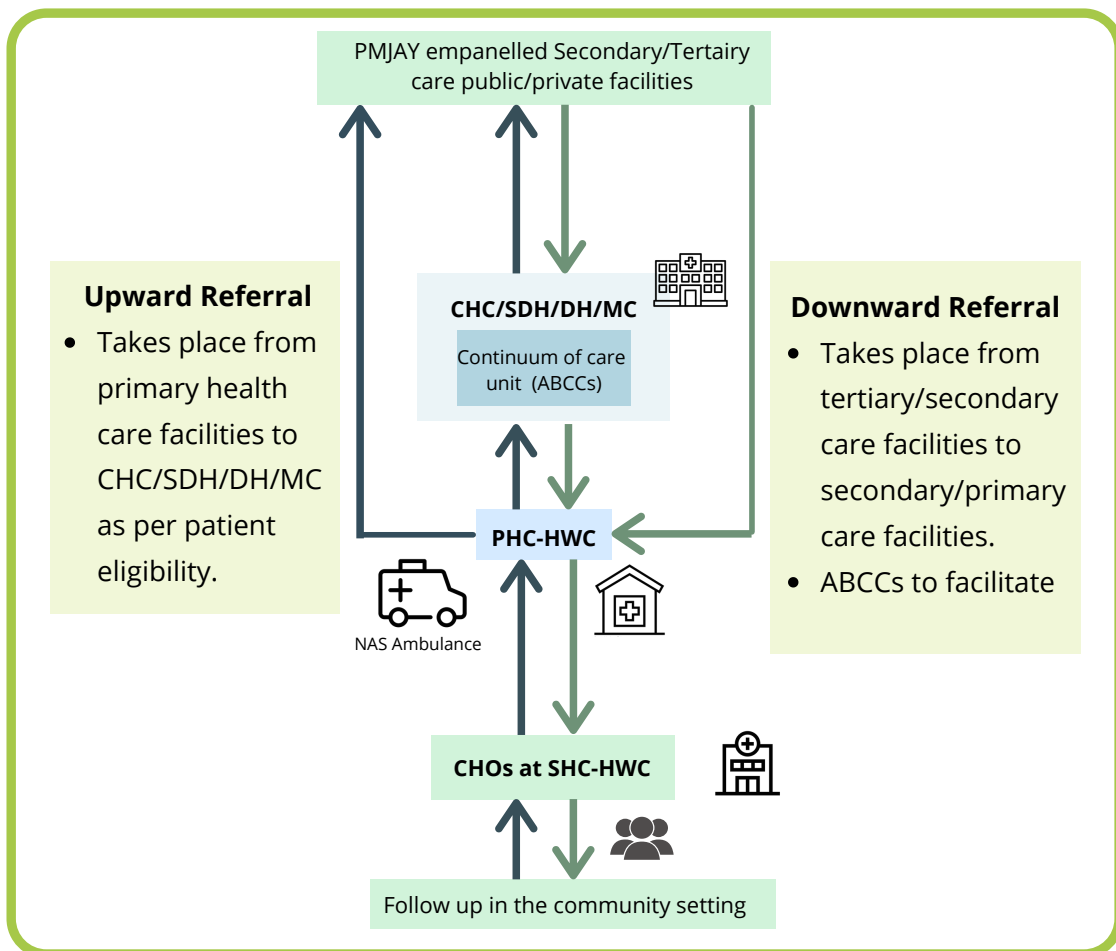 PMJAY empanelled Secondary/Tertairy
care public/private facilities
Upward Referral
• Takes place from
primary health
care facilities to
CHC/SDH/DH/MC
as per patient
eligibility.
CHC/SDH/DH/MC
Continuum of care
unit (ABCCs)
Downward Referral
• Takes place from
tertiary/secondary
care facilities to
secondary/primary
care facilities.
• ABCCs to facilitate
PHC-HWC
NAS Ambulance
CHOs at SHC-HWC
Follow up in the community setting